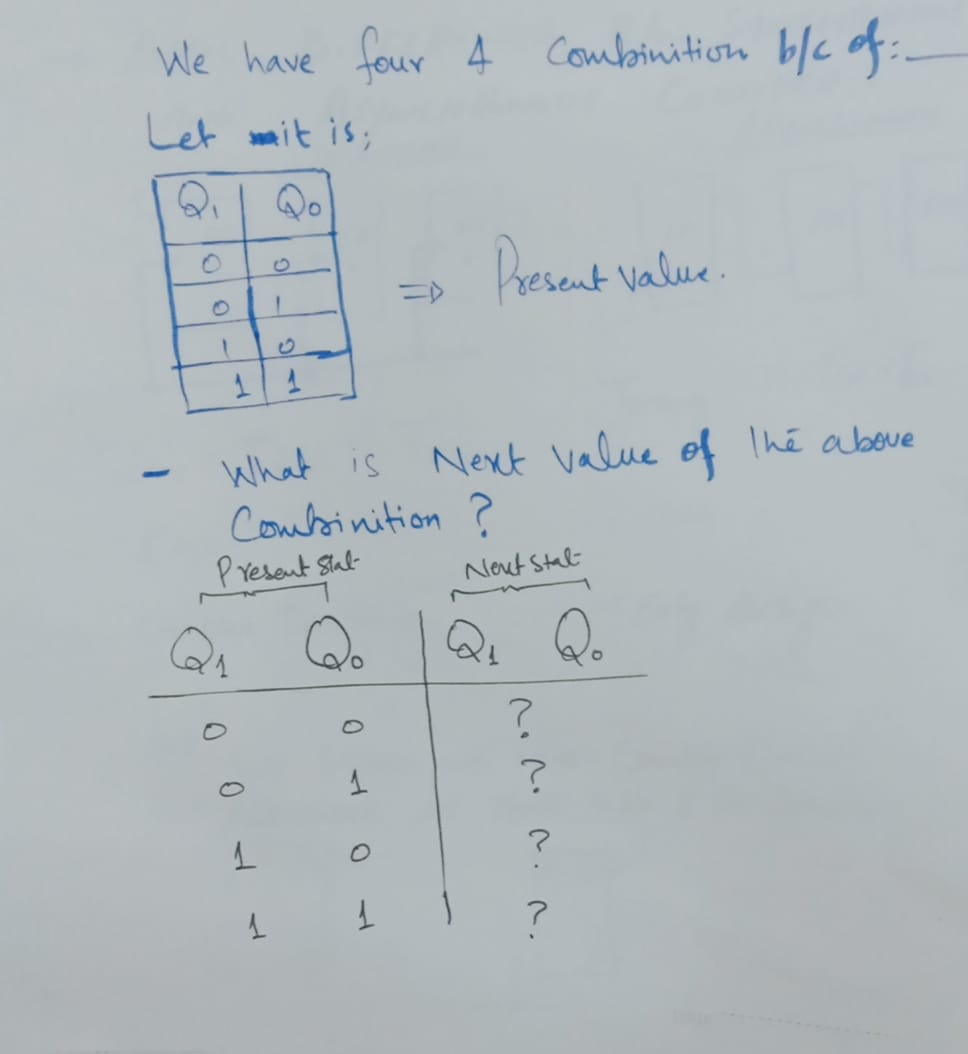 We have four 4 Combinition b/c of:
Let it is;
Q1 Q0
0 0
0 1
1 0
1 1
=> Present value.
- What is Next value of the above
Combinition ?
Present stat Next stat
Q1 Q0 Q1 Q0
0 0 ?
0 1 ?
1 0 ?
1 1 ?